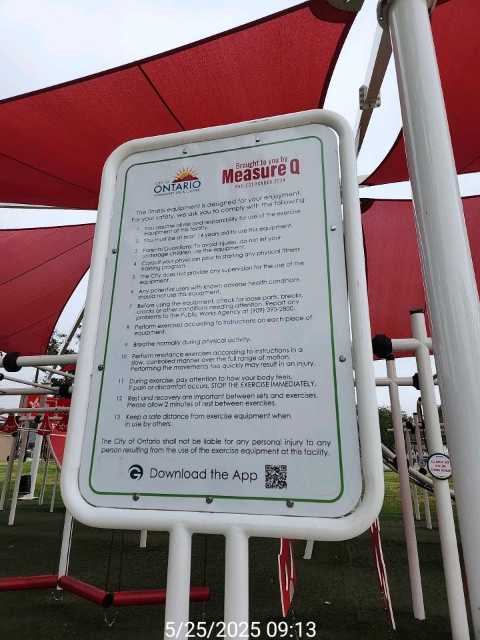 CITY OF
ONTARIO
Brought to you by
Measure Q
The fitness equipment is designed for your enjoyment.
For your safety, we ask you to comply with the following:
1. You assume all risk and responsibility for use of the exercise
equipment at this facility.
2. You must be at least 14 years old to use this equipment.
3. Parents/Guardians: To avoid injuries, do not let your
underage children use the equipment.
4. Consult your physician prior to starting any physical fitness
training program.
5. The City does not provide any supervision for the use of the
equipment.
6. Any potential users with known adverse health conditions
should not use this equipment.
7. Before using the equipment, check for loose parts, breaks,
cracks or other conditions needing attention. Report any
problems to the Public Works Agency at (909) 395-2800.
8. Perform exercises according to instructions on each piece of
equipment.
9. Breathe normally during physical activity.
10. Perform resistance exercises according to instructions in a
slow, controlled manner over the full range of motion.
Performing the movements too quickly may result in an injury.
11. During exercise, pay attention to how your body feels.
If pain or discomfort occurs, STOP THE EXERCISE IMMEDIATELY.
12. Rest and recovery are important between sets and exercises.
Please allow 2 minutes of rest between exercises.
13. Keep a safe distance from exercise equipment when
in use by others.
The City of Ontario shall not be liable for any personal injury to any
person resulting from the use of the exercise equipment at this facility.
Download the App
5/25/2025 09:13